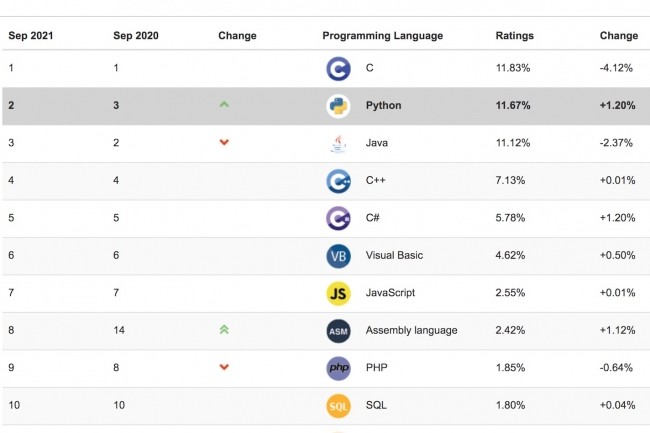 Sep 2021 Sep 2020 Change Programming Language Ratings Change
1 1 C 11.83% -4.12%
2 3 Python 11.67% +1.20%
3 2 Java Java 11.12% -2.37%
4 4 C++ C++ 7.13% +0.01%
5 5 C# 5.78% +1.20%
6 6 VB Visual Basic 4.62% +0.50%
7 7 JS JavaScript 2.55% +0.01%
8 14 ASM Assembly language 2.42% +1.12%
9 8 php PHP 1.85% -0.64%
10 10 SQL SQL 1.80% +0.04%